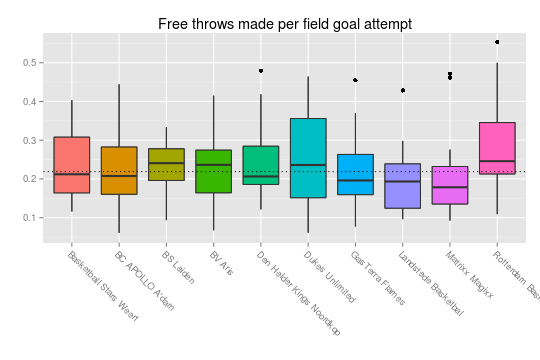 Free throws made per field goal attempt
0.5
0.4
0.3
0.2
0.1
Basketball Stars Weert
BC APOLLO A'dam
BS Leiden
BV Aris
Den Helder Kings Noordkop
Dukes Unlimited
GasTerra Flames
Landstede Basketbal
Matrixx Magixx
Rotterdam Bas